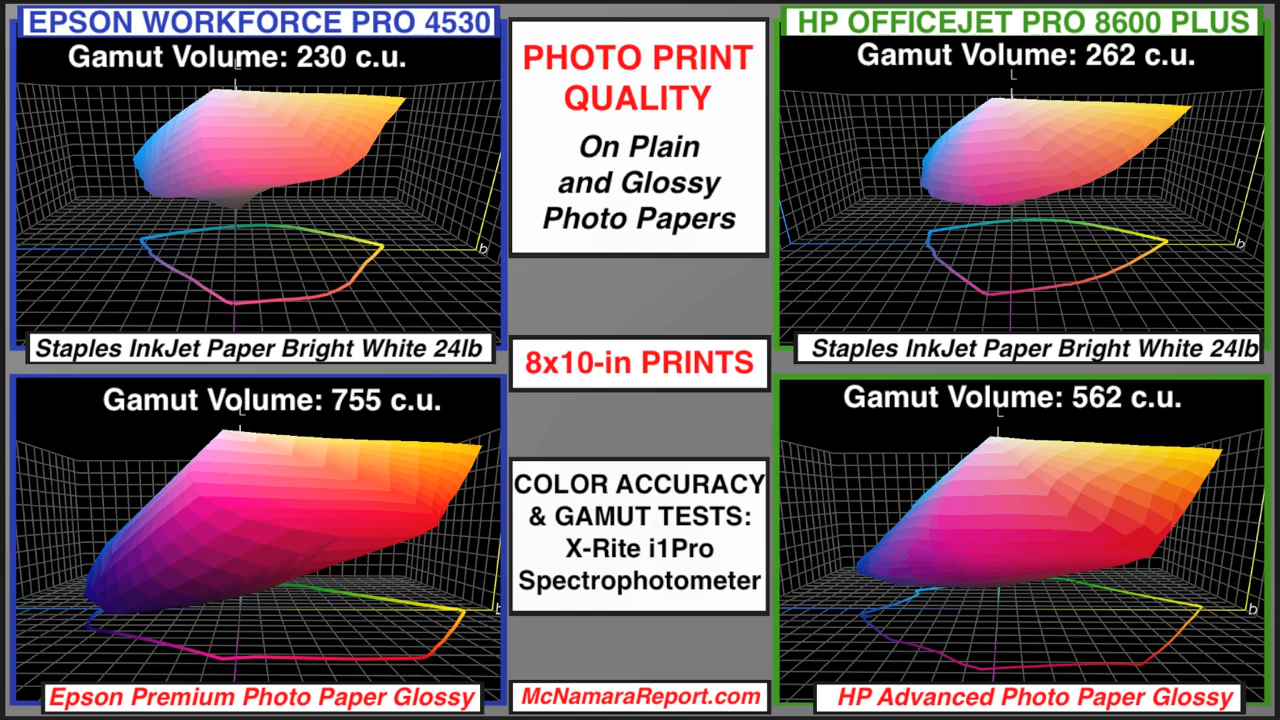 EPSON WORKFORCE PRO 4530
Gamut Volume: 230 c.u.
L
b
Staples InkJet Paper Bright White 24lb
Gamut Volume: 755 c.u.
L
b
Epson Premium Photo Paper Glossy
PHOTO PRINT
QUALITY
On Plain
and Glossy
Photo Papers
8x10-in PRINTS
COLOR ACCURACY
& GAMUT TESTS:
X-Rite i1Pro
Spectrophotometer
McNamaraReport.com
HP OFFICEJET PRO 8600 PLUS
Gamut Volume: 262 c.u.
L
b
Staples InkJet Paper Bright White 24lb
Gamut Volume: 562 c.u.
L
b
HP Advanced Photo Paper Glossy